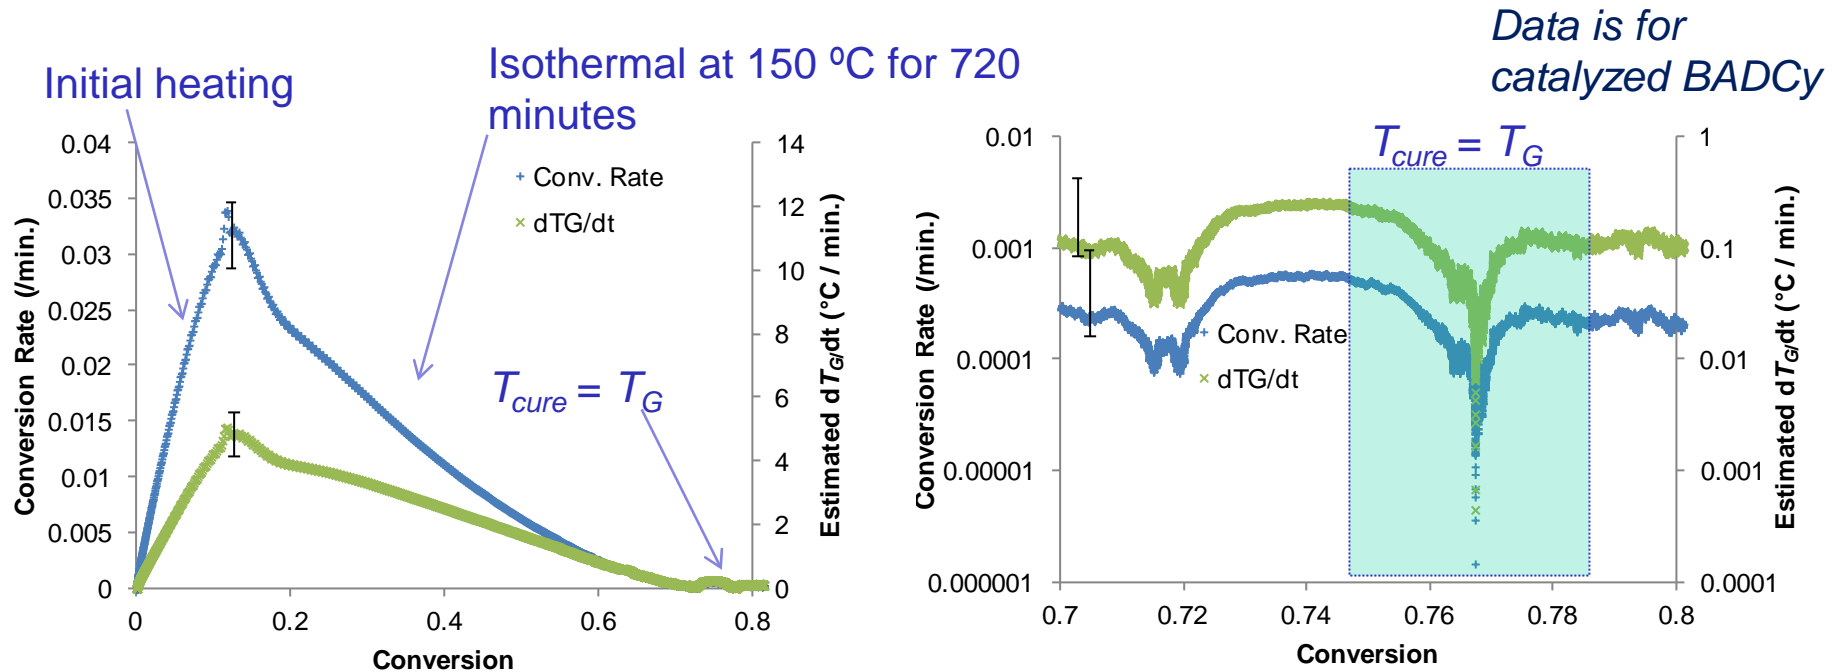 Data is for
catalyzed BADCy
Initial heating
Isothermal at 150 ºC for 720
minutes
0.04
0.035
0.03
0.025
0.02
0.015
0.01
0.005
0
Conversion Rate (/min.)
14
12
10
8
6
4
2
0
Estimated dTG/dt (°C / min.)
Conv. Rate
dTG/dt
Tcure = TG
0
0.2
0.4
0.6
0.8
Conversion
Tcure = TG
0.01
0.001
0.0001
0.00001
0.000001
Conversion Rate (/min.)
1
0.1
0.01
0.001
0.0001
Estimated dTG/dt (°C / min.)
Conv. Rate
dTG/dt
0.7
0.72
0.74
0.76
0.78
0.8
Conversion